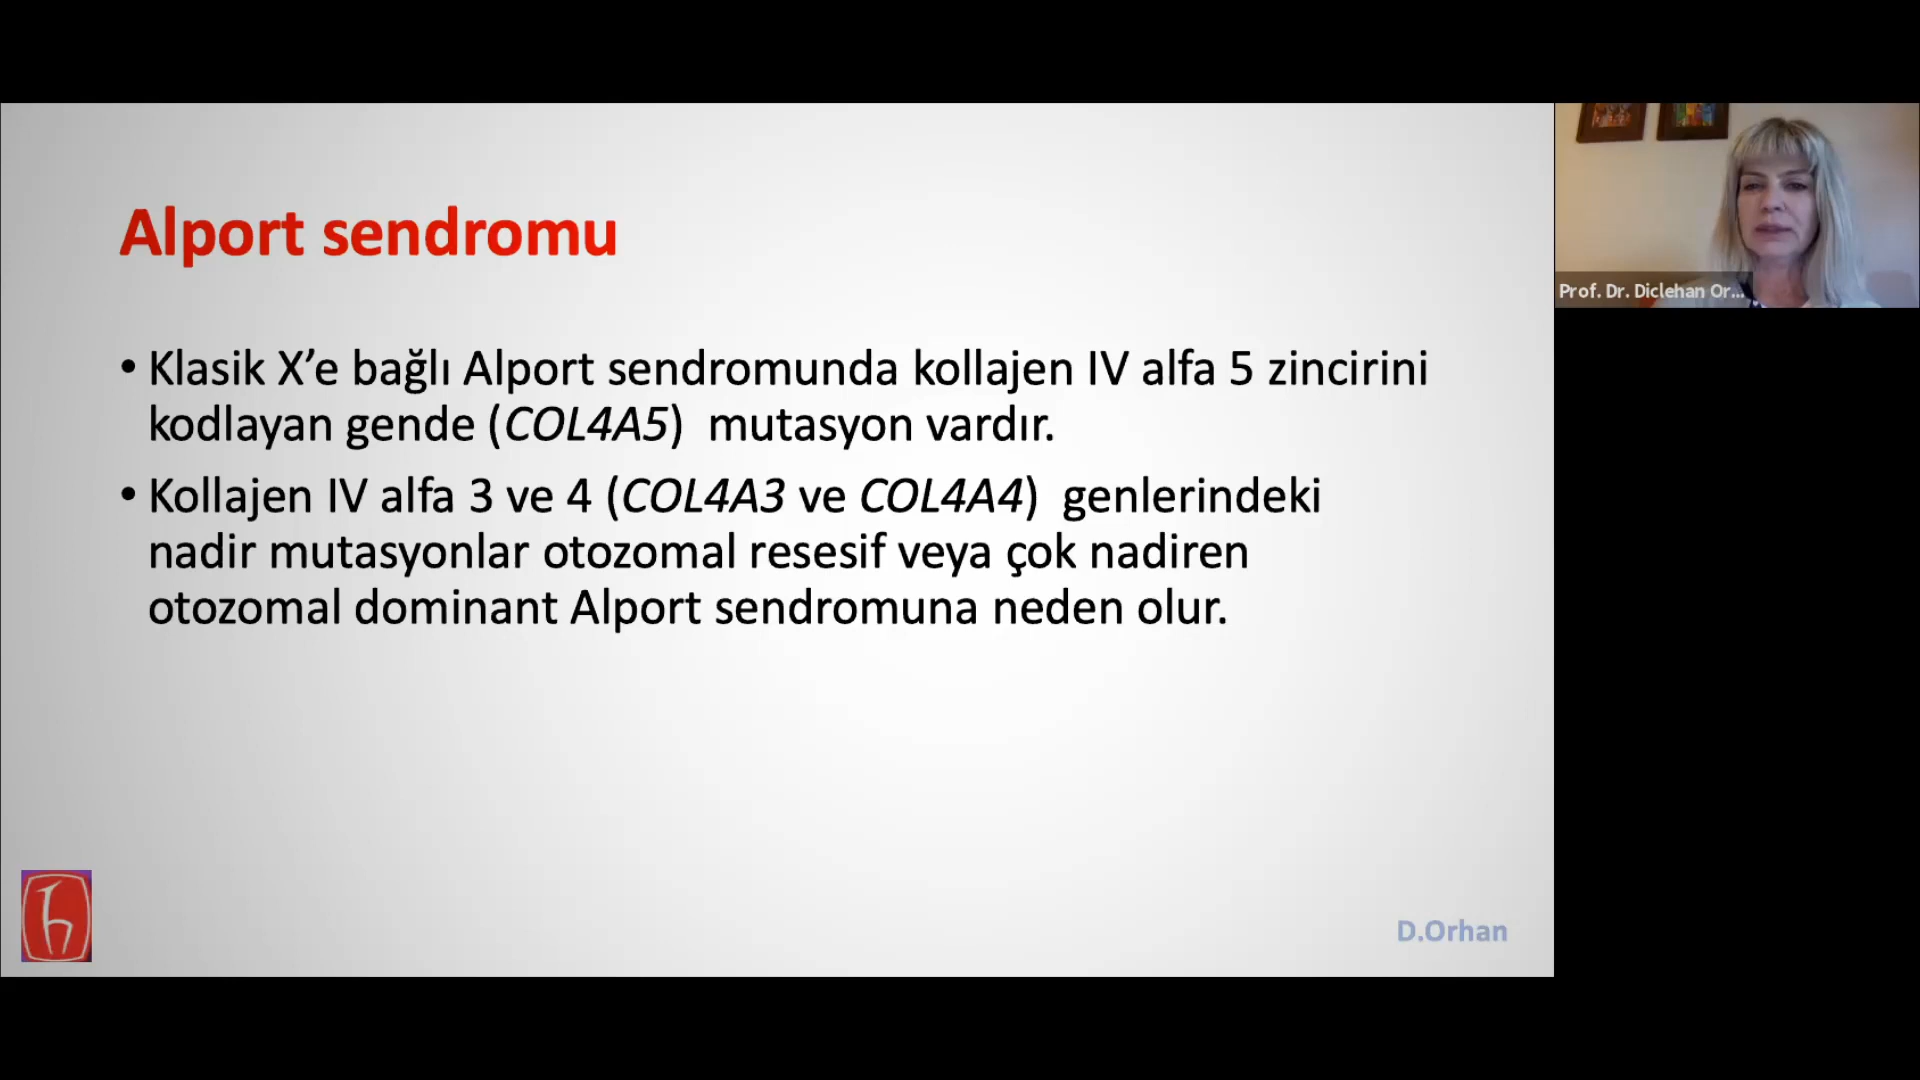 Alport sendromu
• Klasik X’e bağlı Alport sendromunda kollajen IV alfa 5 zincirini
kodlayan gende (COL4A5) mutasyon vardır.
• Kollajen IV alfa 3 ve 4 (COL4A3 ve COL4A4) genlerindeki
nadir mutasyonlar otozomal resesif veya çok nadiren
otozomal dominant Alport sendromuna neden olur.
D.Orhan
Prof. Dr. Diclehan Or...